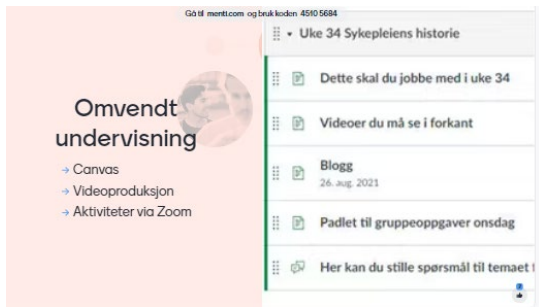 Gå til menti.com og bruk koden 4510 5684
Omvendt
undervisning
→ Canvas
→ Videoproduksjon
→ Aktiviteter via Zoom
Uke 34 Sykepleiens historie
Dette skal du jobbe med i uke 34
Videoer du må se i forkant
Blogg
26. aug. 2021
Padlet til gruppeoppgaver onsdag
Her kan du stille spørsmål til temaet